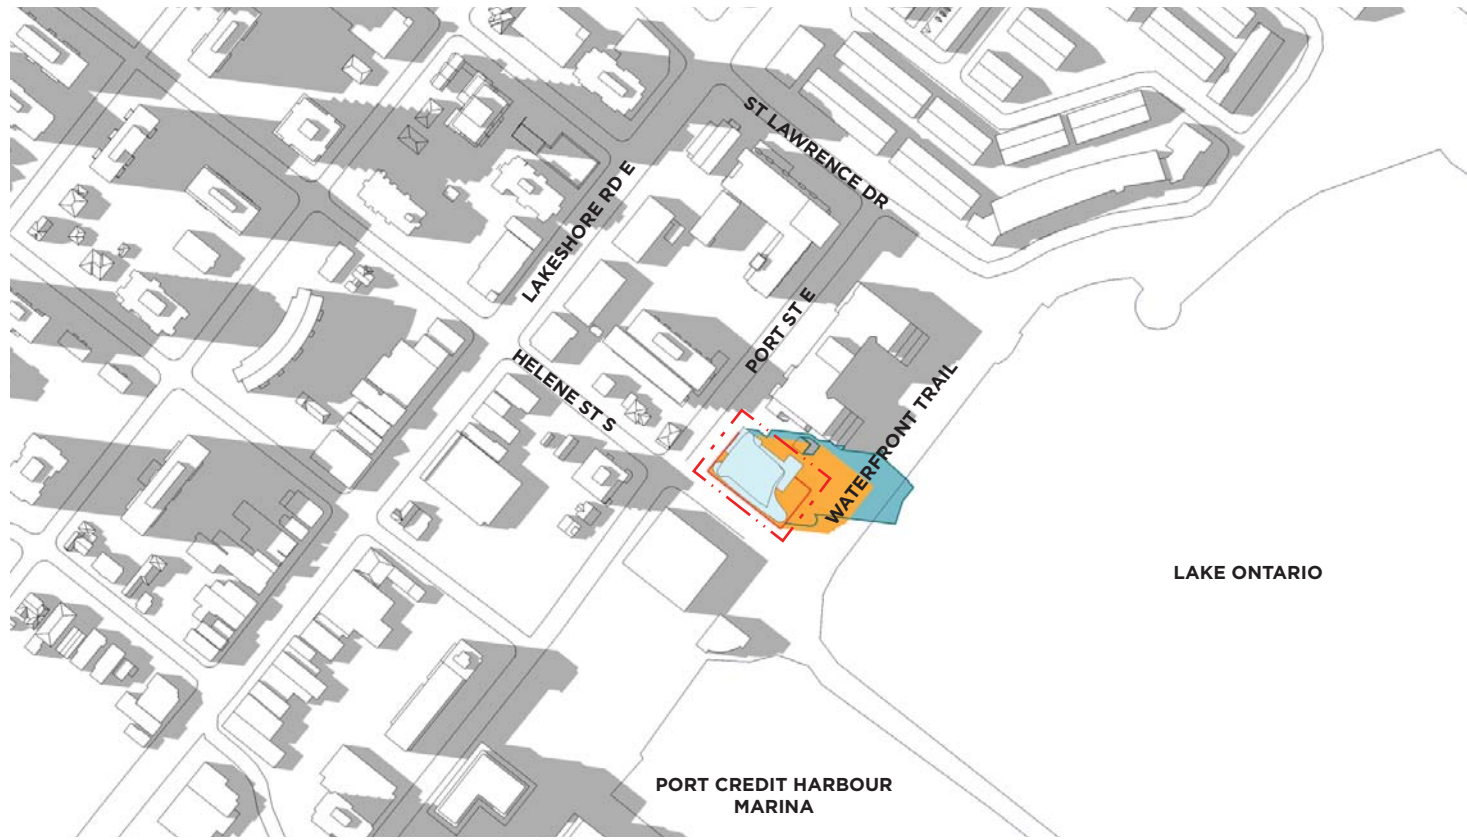 ST LAWRENCE DR
LAKESHORE RD E
PORT ST E
HELENE ST S
WATERFRONT TRAIL
LAKE ONTARIO
PORT CREDIT HARBOUR
MARINA